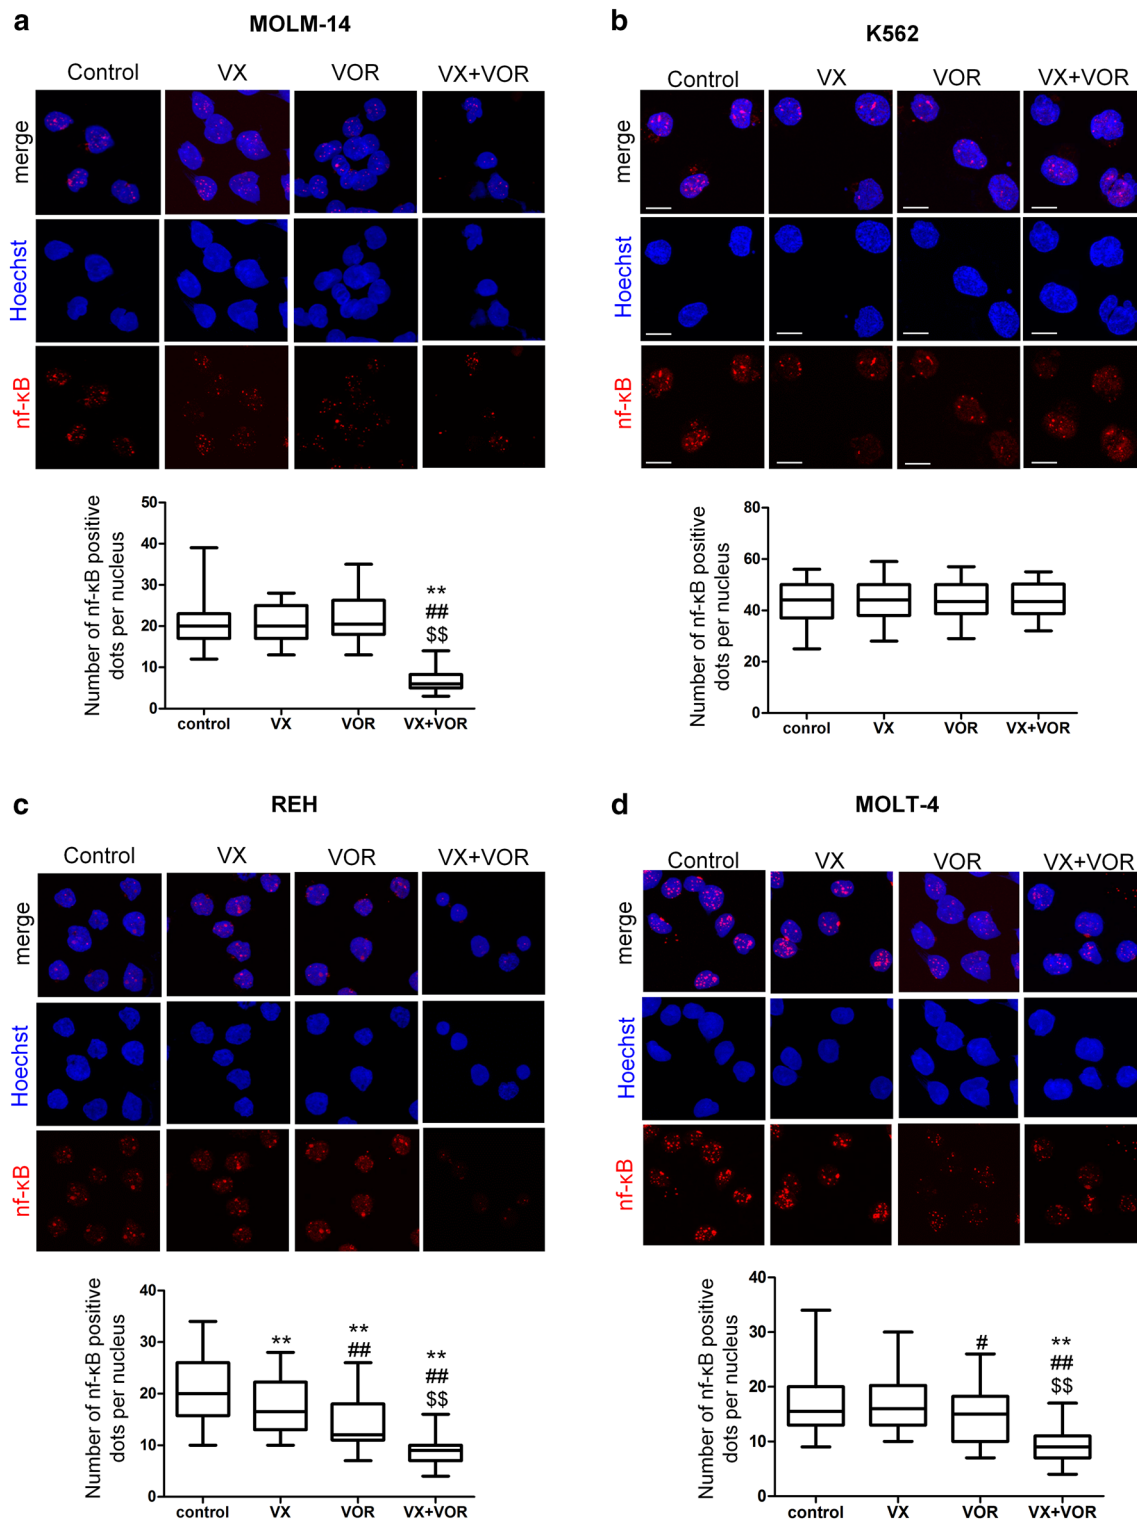 a
MOLM-14
Control VX VOR VX+VOR
merge
Hoechst
nf-κB
Number of nf-κB positive
dots per nucleus
50
40
30
20
10
0
**
##
$$
control VX VOR VX+VOR
b
K562
Control VX VOR VX+VOR
merge
Hoechst
nf-κB
Number of nf-κB positive
dots per nucleus
80
60
40
20
0
conrol VX VOR VX+VOR
c
REH
Control VX VOR VX+VOR
merge
Hoechst
nf-κB
Number of nf-κB positive
dots per nucleus
40
30
20
10
0
**
**
##
**
##
$$
control VX VOR VX+VOR
d
MOLT-4
Control VX VOR VX+VOR
merge
Hoechst
nf-κB
Number of nf-κB positive
dots per nucleus
40
30
20
10
0
#
**
##
$$
control VX VOR VX+VOR